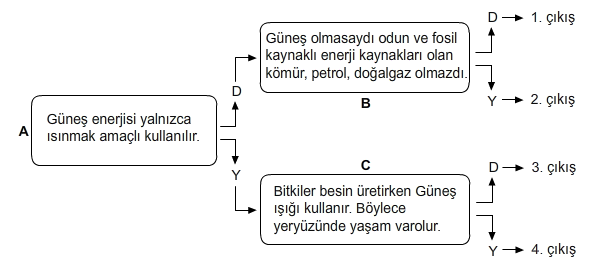 A
Güneş enerjisi yalnızca
ısınmak amaçlı kullanılır.
D
Y
Güneş olmasaydı odun ve fosil
kaynaklı enerji kaynakları olan
kömür, petrol, doğalgaz olmazdı.
B
D 1. çıkış
Y 2. çıkış
C
Bitkiler besin üretirken Güneş
ışığı kullanır. Böylece
yeryüzünde yaşam varolur.
D 3. çıkış
Y 4. çıkış